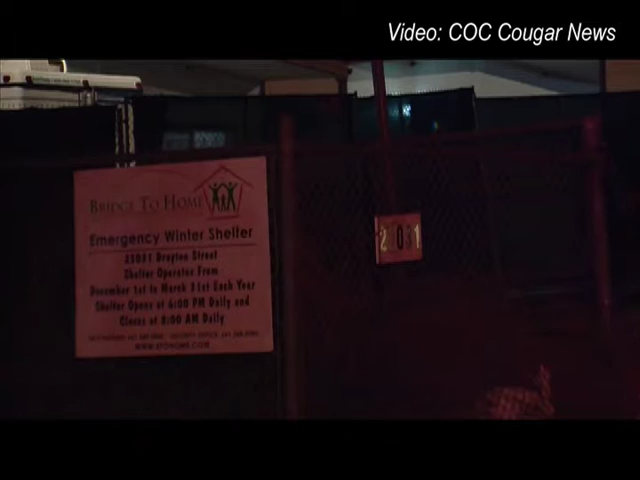 Video: COC Cougar News
BRIDGE TO HOME
Emergency Winter Shelter
23031 Drayton Street
Shelter Operates From
December 1st to March 31st Each Year
Shelter Opens at 6:00 PM Daily and
Closes at 8:00 AM Daily
WWW.BTOHOME.COM
2 031